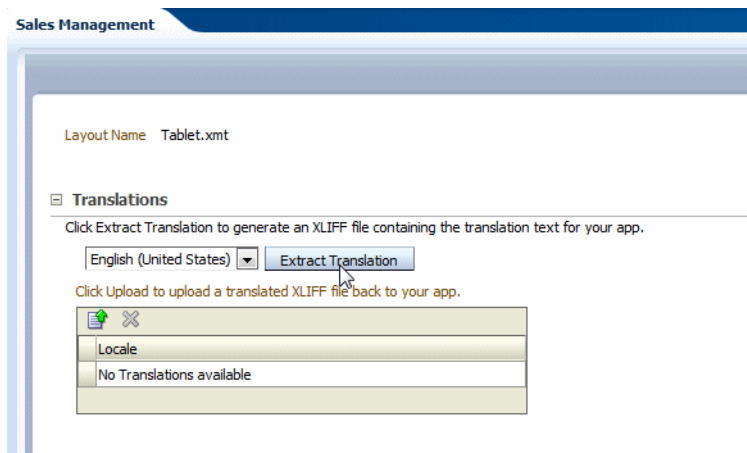 Sales Management
Layout Name Tablet.xmt
Translations
Click Extract Translation to generate an XLIFF file containing the translation text for your app.
English (United States) Extract Translation
Click Upload to upload a translated XLIFF file back to your app.
Locale
No Translations available